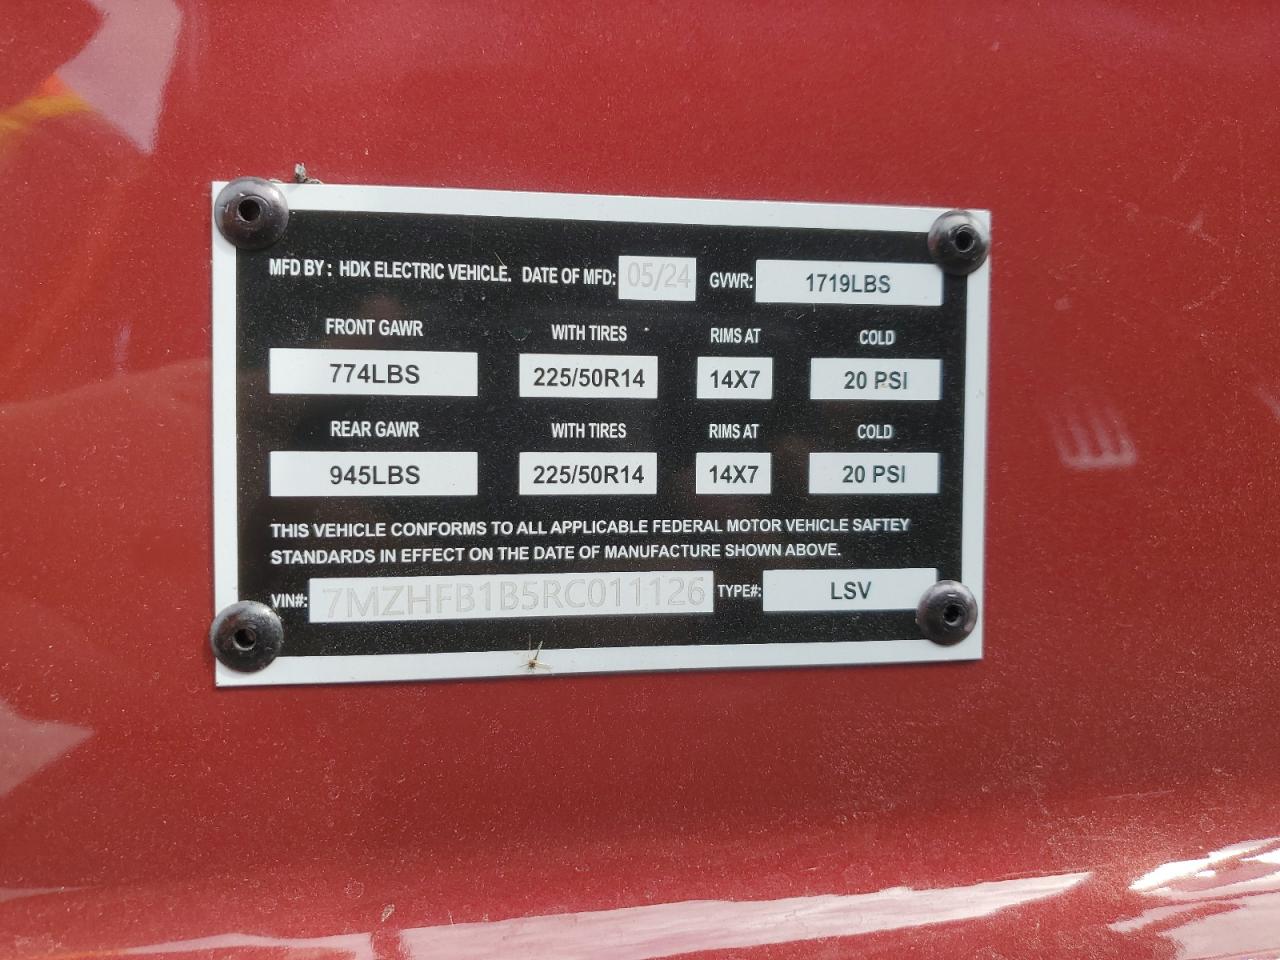 MFD BY : HDK ELECTRIC VEHICLE. DATE OF MFD: 05/24 GVWR: 1719LBS
FRONT GAWR WITH TIRES RIMS AT COLD
774LBS 225/50R14 14X7 20 PSI
REAR GAWR WITH TIRES RIMS AT COLD
945LBS 225/50R14 14X7 20 PSI
THIS VEHICLE CONFORMS TO ALL APPLICABLE FEDERAL MOTOR VEHICLE SAFTEY
STANDARDS IN EFFECT ON THE DATE OF MANUFACTURE SHOWN ABOVE.
VIN#: 7MZHFB1B5RC011126 TYPE#: LSV